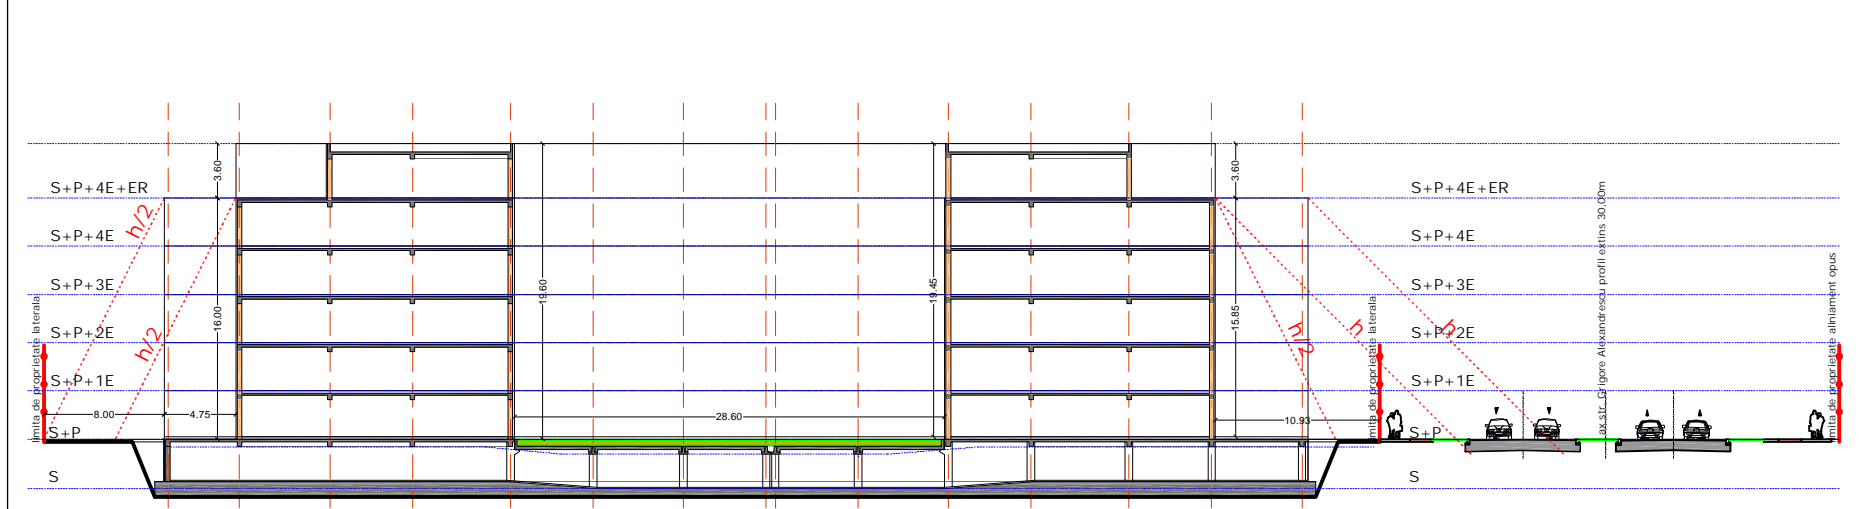 3.60
3.60
S+P+4E+ER
S+P+4E+ER
h/2
S+P+4E
S+P+4E
S+P+3E
S+P+3E
19.60
19.45
16.00
15.85
S+P+2E
S+P+2E
h/2
h/2
h
h
S+P+1E
S+P+1E
8.00
4.75
28.60
10.93
S+P
S+P
S
S
limita de proprietate laterala
limita de proprietate laterala
ax str. Grigore Alexandrescu profil extins 30,00m
limita de proprietate aliniament opus